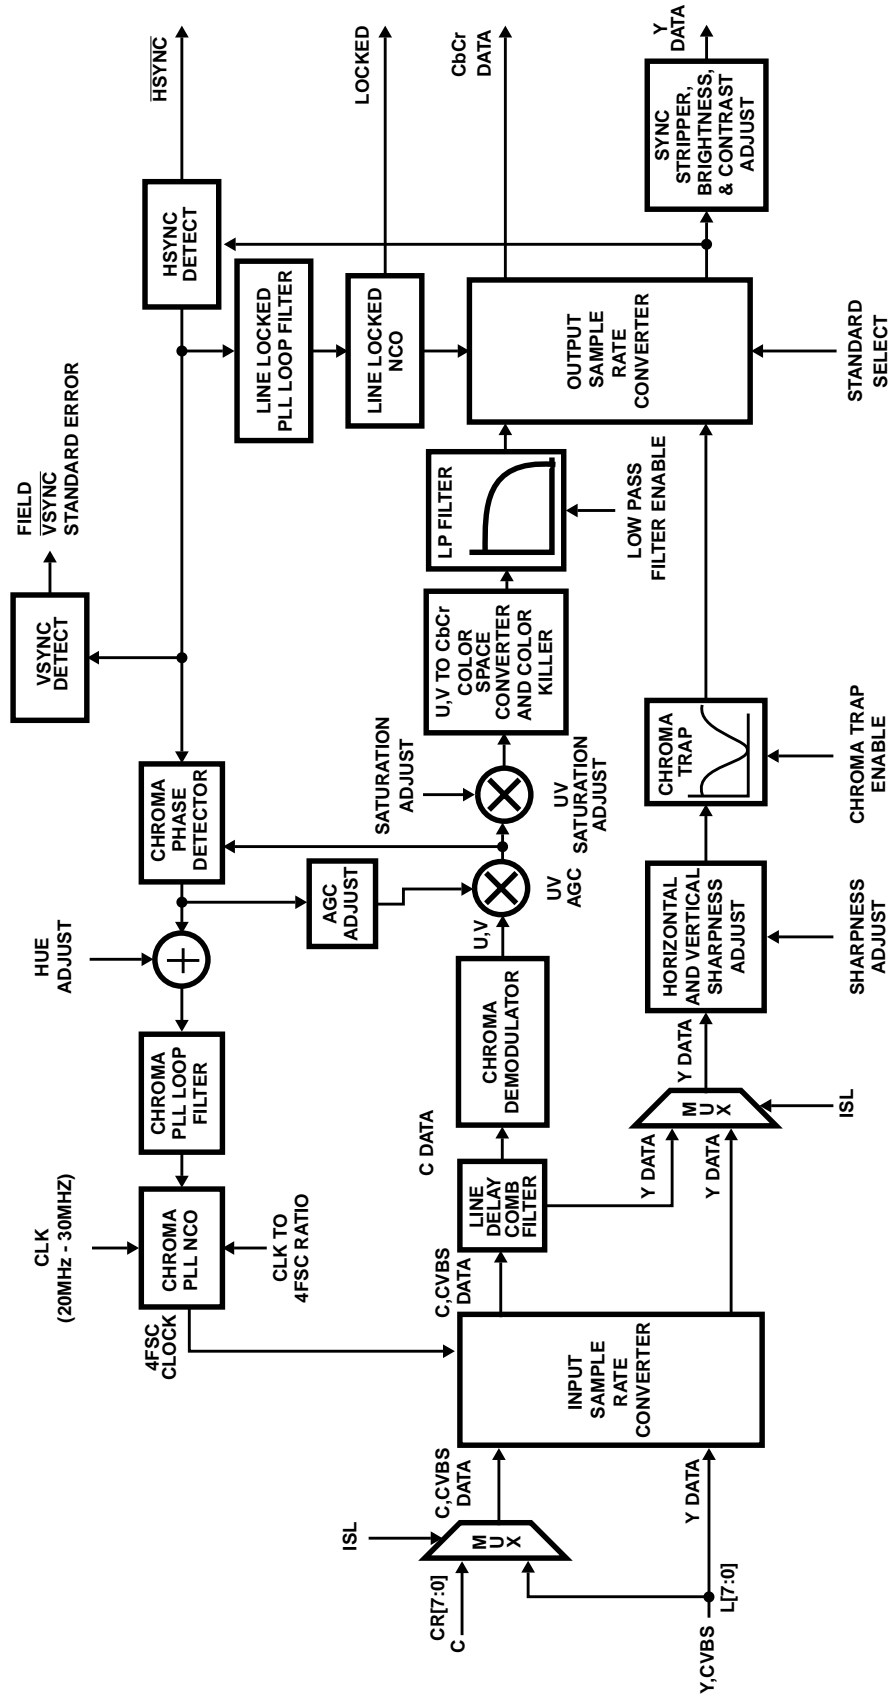 CLK
(20MHz - 30MHZ)
HUE
ADJUST
VSYNC
DETECT
FIELD
VSYNC
STANDARD ERROR
4FSC
CLOCK
CHROMA
PLL NCO
CLK TO
4FSC RATIO
CHROMA
PLL LOOP
FILTER
CHROMA
PHASE
DETECTOR
AGC
ADJUST
HSYNC
DETECT
HSYNC
LINE LOCKED
PLL LOOP FILTER
LINE LOCKED
NCO
LOCKED
ISL
CR[7:0]
C
M
U
X
C,CVBS
DATA
C,CVBS
DATA
LINE
DELAY
COMB
FILTER
C DATA
CHROMA
DEMODULATOR
U,V
UV
AGC
SATURATION
ADJUST
UV
SATURATION
ADJUST
U,V TO CbCr
COLOR
SPACE
CONVERTER
AND COLOR
KILLER
LP FILTER
LOW PASS
FILTER ENABLE
OUTPUT
SAMPLE
RATE
CONVERTER
CbCr
DATA
Y,CVBS
L[7:0]
Y DATA
INPUT
SAMPLE
RATE
CONVERTER
Y DATA
Y DATA
M
U
X
ISL
Y DATA
HORIZONTAL
AND VERTICAL
SHARPNESS
ADJUST
SHARPNESS
ADJUST
CHROMA
TRAP
CHROMA TRAP
ENABLE
STANDARD
SELECT
SYNC
STRIPPER,
BRIGHTNESS,
& CONTRAST
ADJUST
Y
DATA